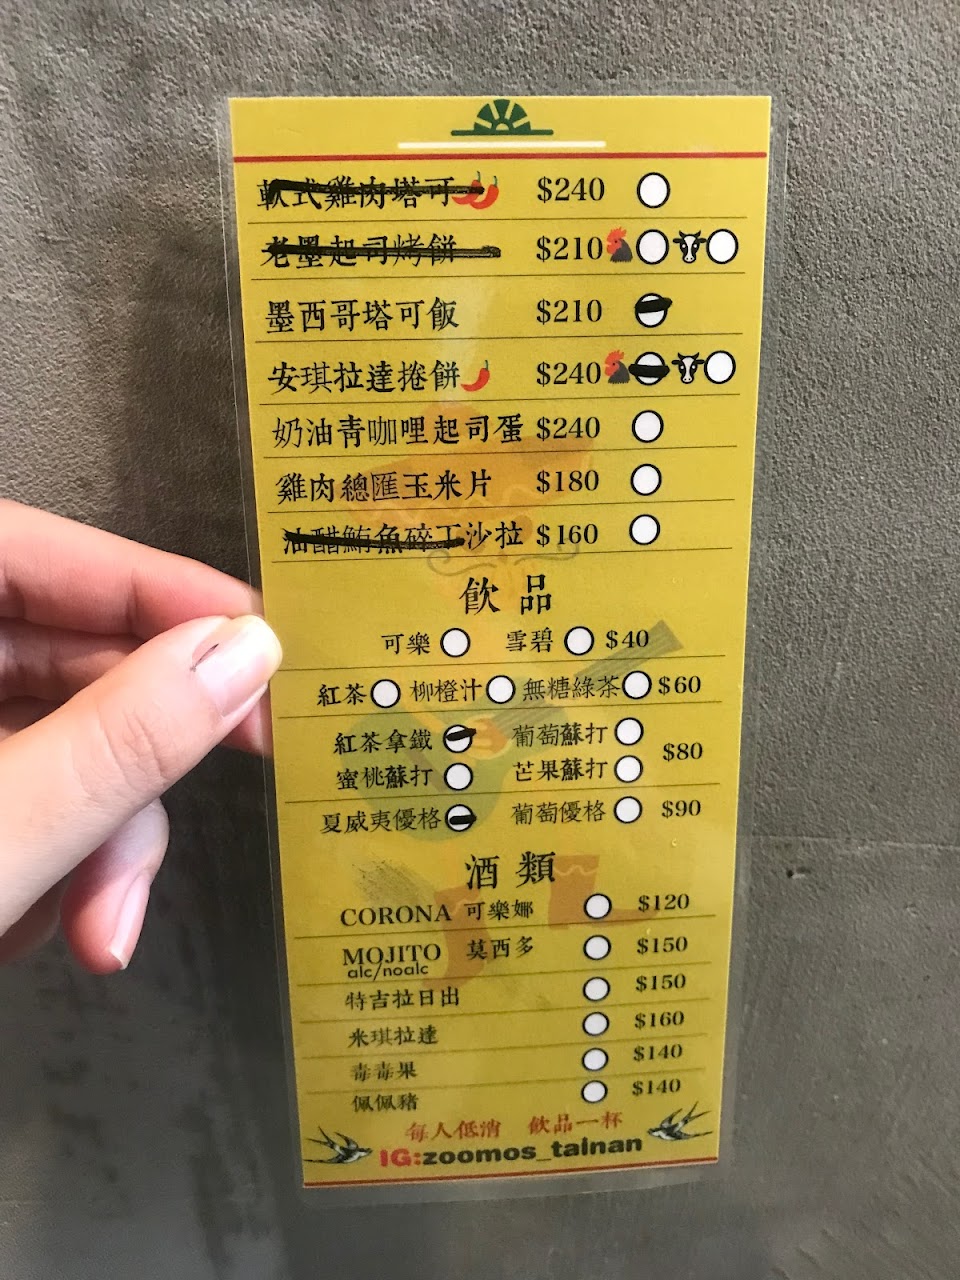 軟式雞肉塔可 $240
老墨起司烤餅 $210
墨西哥塔可飯 $210
安琪拉達捲餅 $240
奶油青咖哩起司蛋 $240
雞肉總匯玉米片 $180
油醋鮪魚碎丁沙拉 $160
飲品
可樂 雪碧 $40
紅茶 柳橙汁 無糖綠茶 $60
紅茶拿鐵 葡萄蘇打
$80
蜜桃蘇打 芒果蘇打
夏威夷優格 葡萄優格 $90
酒類
CORONA 可樂娜 $120
MOJITO 莫西多 $150
alc/noalc
特吉拉日出 $150
米琪拉達 $160
毒毒果 $140
佩佩豬 $140
每人低消 飲品一杯
IG:zoomos_tainan